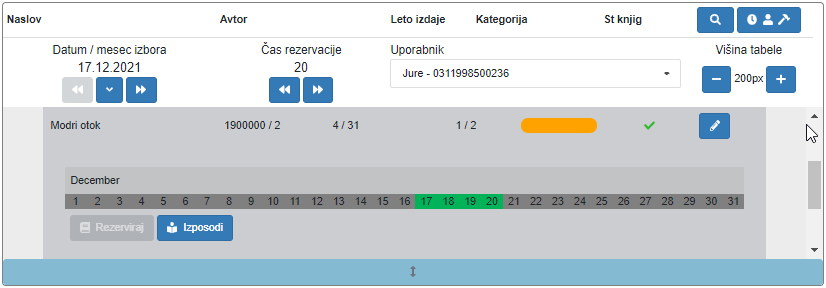 Naslov Avtor Leto izdaje Kategorija St knjig
Datum / mesec izbora Čas rezervacije Uporabnik Višina tabele
17.12.2021 20 Jure - 0311998500236 200px
Modri otok 1900000 / 2 4 / 31 1 / 2
December
1 2 3 4 5 6 7 8 9 10 11 12 13 14 15 16 17 18 19 20 21 22 23 24 25 26 27 28 29 30 31
Rezerviraj Izposodi